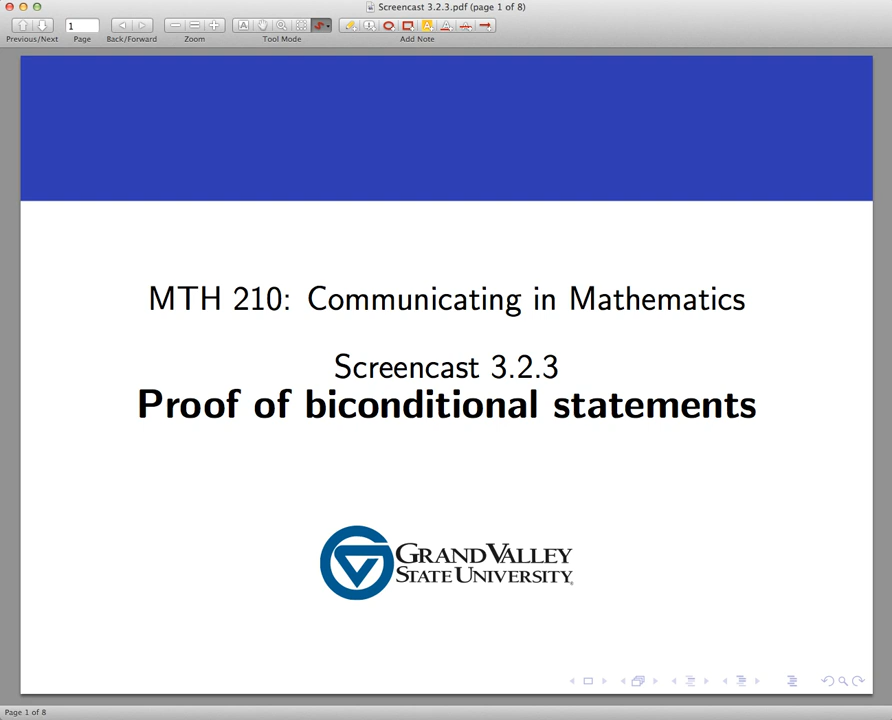 Screencast 3.2.3.pdf (page 1 of 8)
1
Previous/Next Page Back/Forward Zoom Tool Mode Add Note
MTH 210: Communicating in Mathematics
Screencast 3.2.3
Proof of biconditional statements
GRANDVALLEY
STATE UNIVERSITY
Page 1 of 8